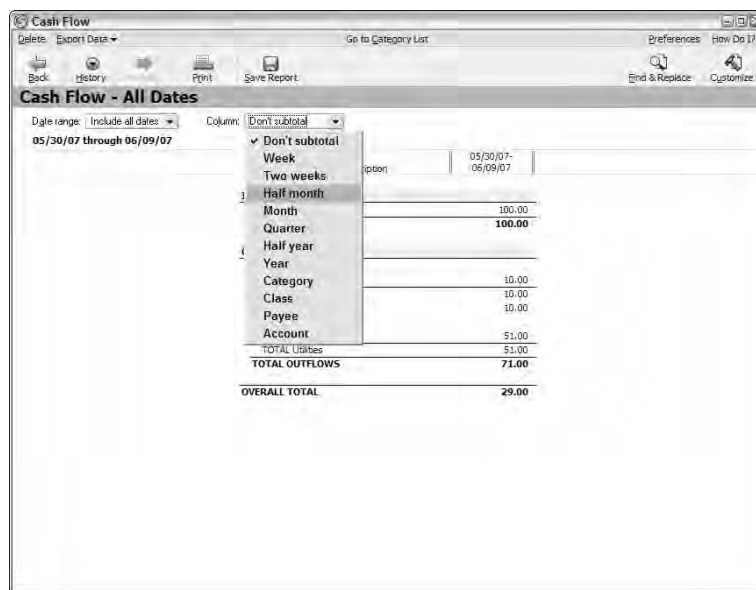 Cash Flow
Delete Export Data Go to Category List Preferences How Do I?
Back History Print Save Report Find & Replace Customize
Cash Flow - All Dates
Date range: Include all dates Column: Don't subtotal
05/30/07 through 06/09/07
Don't subtotal
Week
Two weeks
Half month
Month
Quarter
Half year
Year
Category
Class
Payee
Account
iption
05/30/07-
06/09/07
100.00
100.00
10.00
10.00
10.00
51.00
TOTAL Utilities 51.00
TOTAL OUTFLOWS 71.00
OVERALL TOTAL 29.00